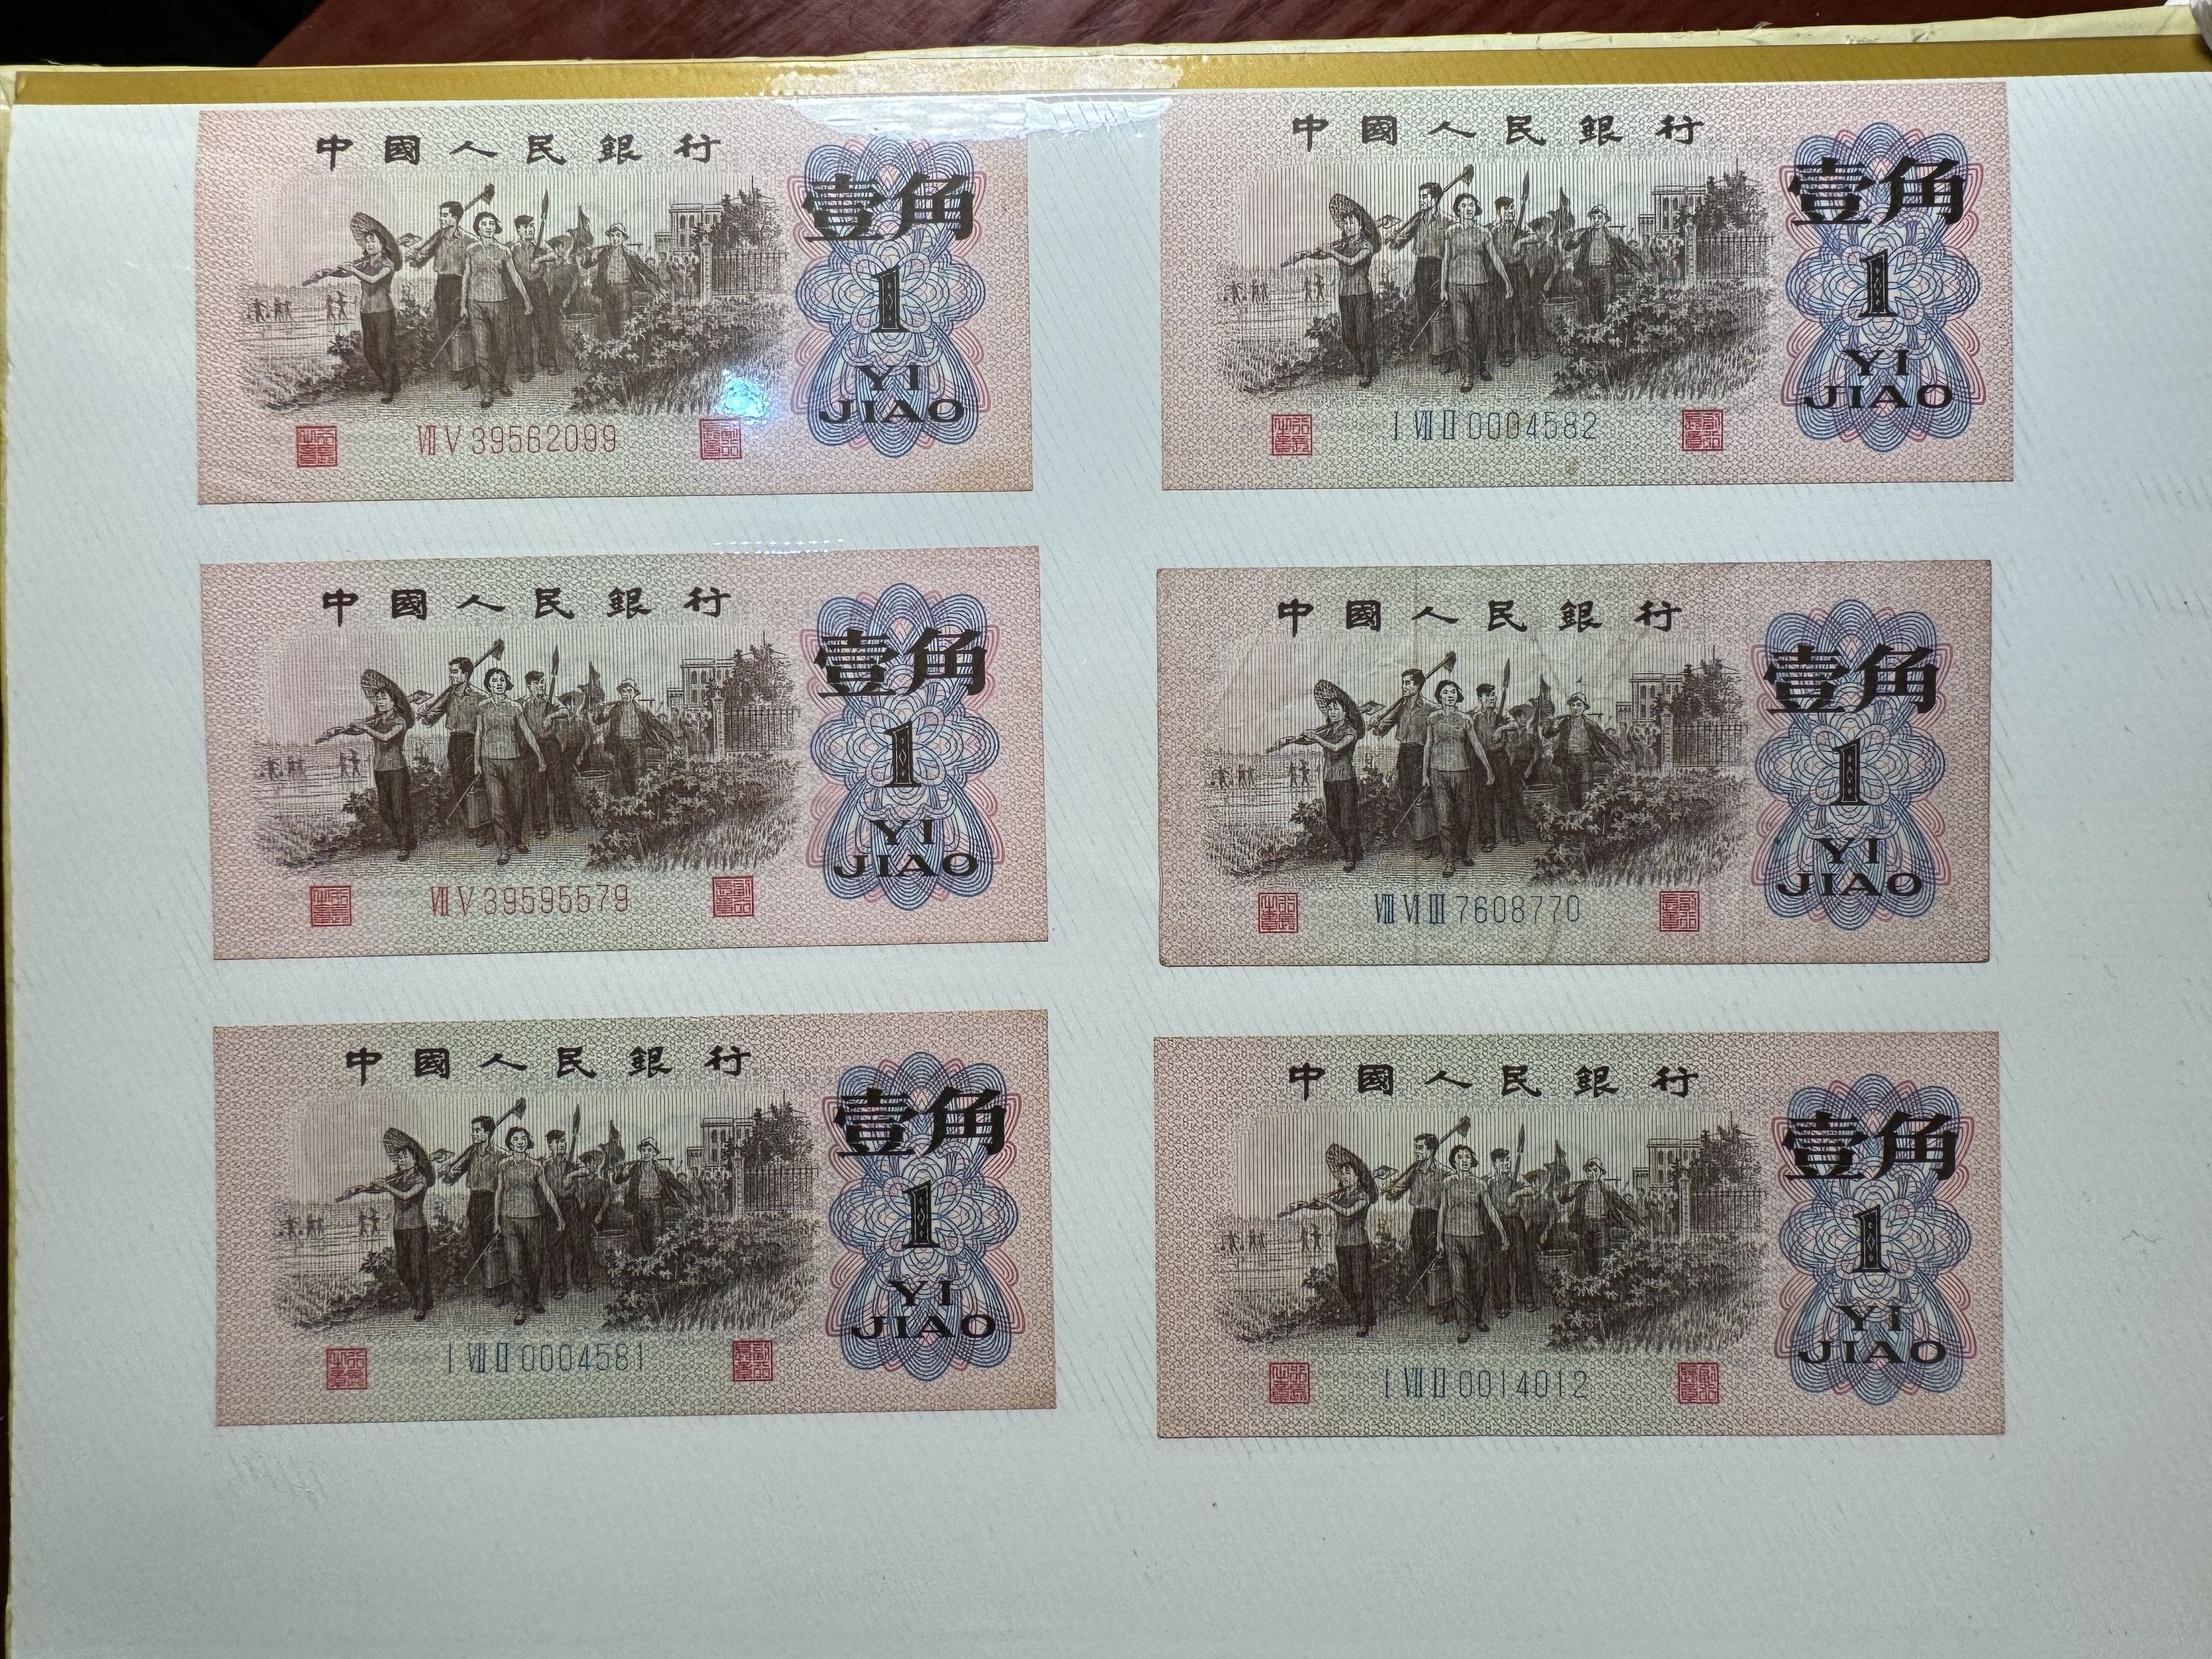 中國人民銀行
壹角
1
YI
JIAO
Ⅶ Ⅴ 39562099
中國人民銀行
壹角
1
YI
JIAO
Ⅰ Ⅶ Ⅱ 0004582
中國人民銀行
壹角
1
YI
JIAO
Ⅶ Ⅴ 39595579
中國人民銀行
壹角
1
YI
JIAO
Ⅷ Ⅵ Ⅲ 7608770
中國人民銀行
壹角
1
YI
JIAO
Ⅰ Ⅶ Ⅱ 0004581
中國人民銀行
壹角
1
YI
JIAO
Ⅰ Ⅶ Ⅱ 0014012